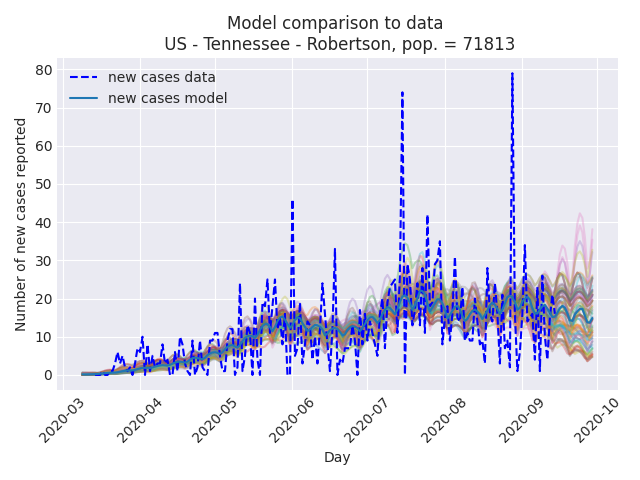 Model comparison to data
US - Tennessee - Robertson, pop. = 71813
new cases data
new cases model
Number of new cases reported
80
70
60
50
40
30
20
10
0
2020-03
2020-04
2020-05
2020-06
2020-07
2020-08
2020-09
2020-10
Day